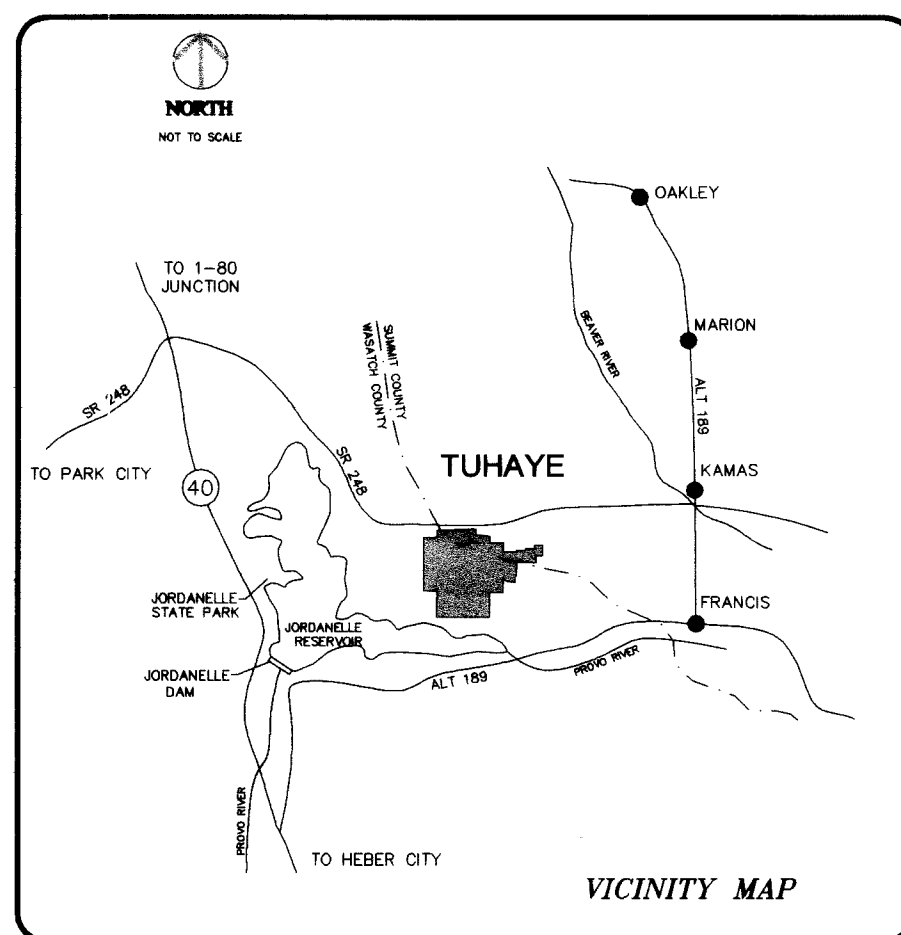 NORTH
NOT TO SCALE
OAKLEY
TO 1-80
JUNCTION
MARION
BEAVER RIVER
SUMMIT COUNTY
WASATCH COUNTY
ALT 189
SR 248
TUHAYE
SR 248
TO PARK CITY
KAMAS
40
JORDANELLE
STATE PARK
FRANCIS
JORDANELLE
RESERVOIR
JORDANELLE
DAM
ALT 189
PROVO RIVER
PROVO RIVER
TO HEBER CITY
VICINITY MAP